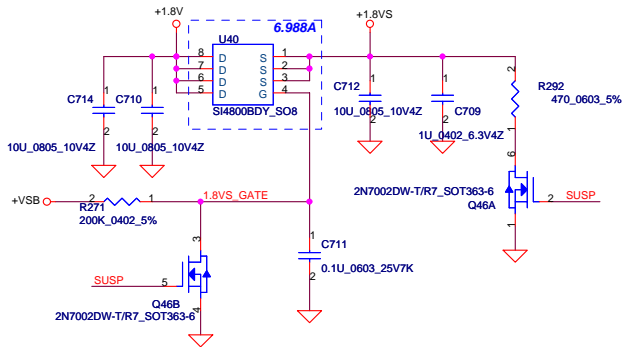 +1.8V
6.988A
+1.8VS
U40
8 D S 1
7 D S 2
6 D S 3
5 D G 4
SI4800BDY_SO8
1
C714
2
10U_0805_10V4Z
1
C710
2
10U_0805_10V4Z
1
C712
2
10U_0805_10V4Z
1
C709
2
1U_0402_6.3V4Z
2
R292
470_0603_5%
1
6
2N7002DW-T/R7_SOT363-6
Q46A
2
SUSP
1
+VSB
2
1
R271
200K_0402_5%
1.8VS_GATE
3
SUSP
5
4
Q46B
2N7002DW-T/R7_SOT363-6
1
C711
2
0.1U_0603_25V7K